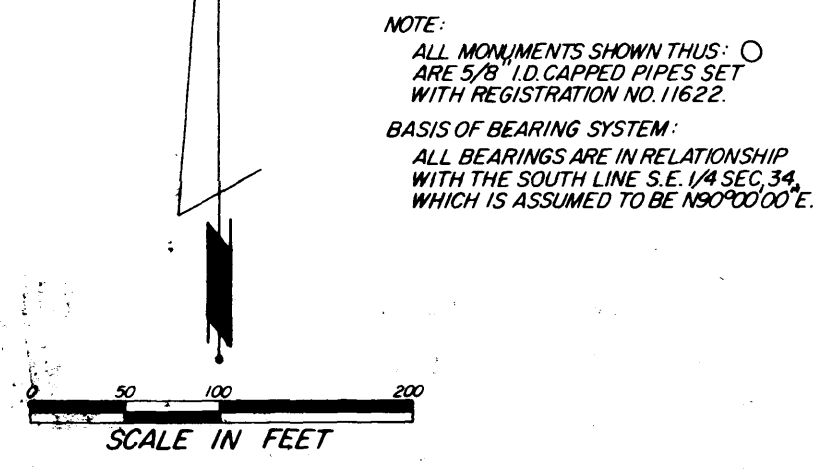 NOTE:
ALL MONUMENTS SHOWN THUS: ○
ARE 5/8" I.D. CAPPED PIPES SET
WITH REGISTRATION NO. 11622.
BASIS OF BEARING SYSTEM:
ALL BEARINGS ARE IN RELATIONSHIP
WITH THE SOUTH LINE S.E. 1/4 SEC, 34,
WHICH IS ASSUMED TO BE N90°00'00"E.
0 50 100 200
SCALE IN FEET